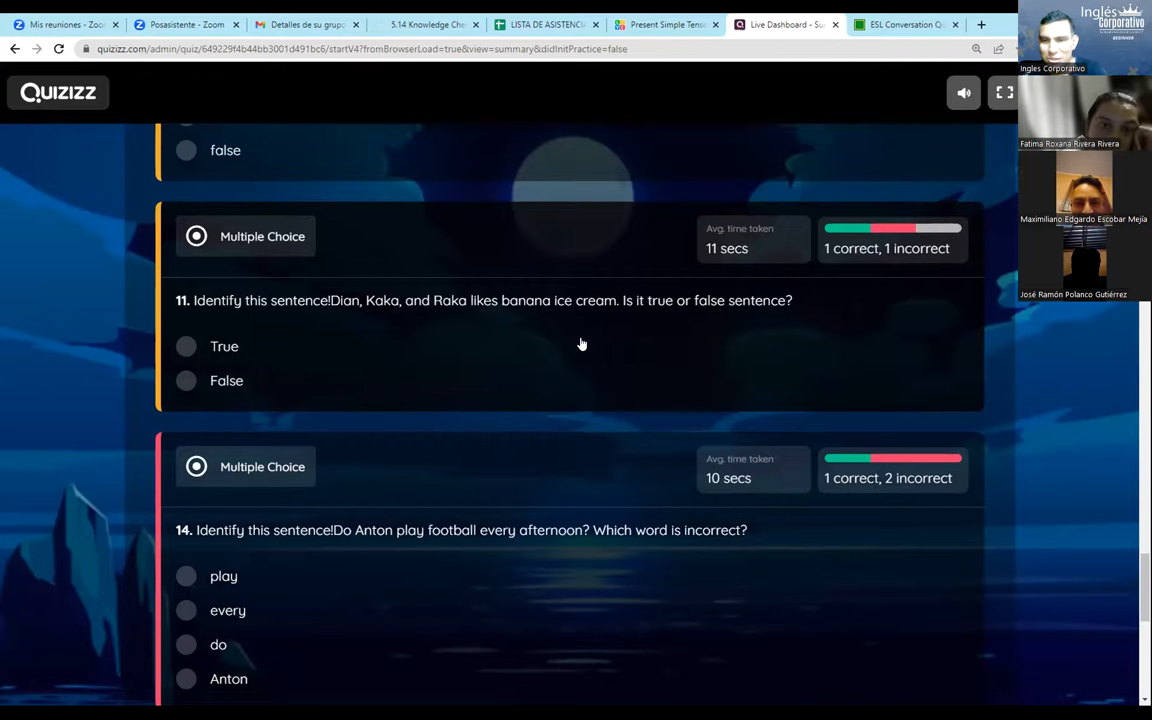 Mis reuniones - Zoo
Posasistente - Zoom
Detalles de su grupo
5.14 Knowledge Che
LISTA DE ASISTENCI
Present Simple Tense
Live Dashboard - Su
ESL Conversation Qu
quizizz.com/admin/quiz/649229f4b44bb3001d491bc6/startV4?fromBrowserLoad=true&view=summary&didInitPractice=false
Quizizz
Inglés
Corporativo
BEGINNER
Ingles Corporativo
Fatima Roxana Rivera Rivera
Maximiliano Edgardo Escobar Mejía
José Ramón Polanco Gutiérrez
false
Multiple Choice
Avg. time taken
11 secs
1 correct, 1 incorrect
11. Identify this sentence!Dian, Kaka, and Raka likes banana ice cream. Is it true or false sentence?
True
False
Multiple Choice
Avg. time taken
10 secs
1 correct, 2 incorrect
14. Identify this sentence!Do Anton play football every afternoon? Which word is incorrect?
play
every
do
Anton